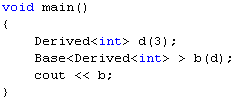 void main()
{
    Derived<int> d(3);
    Base<Derived<int> > b(d);
    cout << b;
}